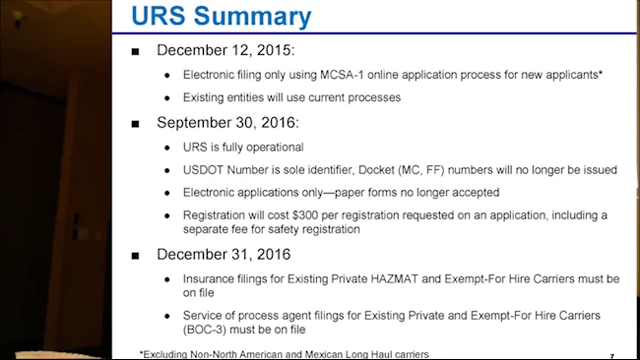 URS Summary
December 12, 2015:
Electronic filing only using MCSA-1 online application process for new applicants*
Existing entities will use current processes
September 30, 2016:
URS is fully operational
USDOT Number is sole identifier, Docket (MC, FF) numbers will no longer be issued
Electronic applications only—paper forms no longer accepted
Registration will cost $300 per registration requested on an application, including a
separate fee for safety registration
December 31, 2016
Insurance filings for Existing Private HAZMAT and Exempt-For Hire Carriers must be
on file
Service of process agent filings for Existing Private and Exempt-For Hire Carriers
(BOC-3) must be on file
*Excluding Non-North American and Mexican Long Haul carriers
7